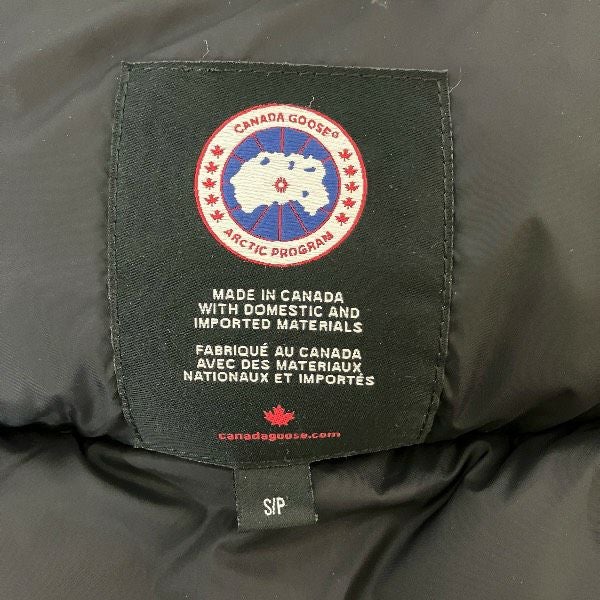 CANADA GOOSE®
ARCTIC PROGRAM
MADE IN CANADA
WITH DOMESTIC AND
IMPORTED MATERIALS
FABRIQUÉ AU CANADA
AVEC DES MATERIAUX
NATIONAUX ET IMPORTÉS
canadagoose.com
S/P